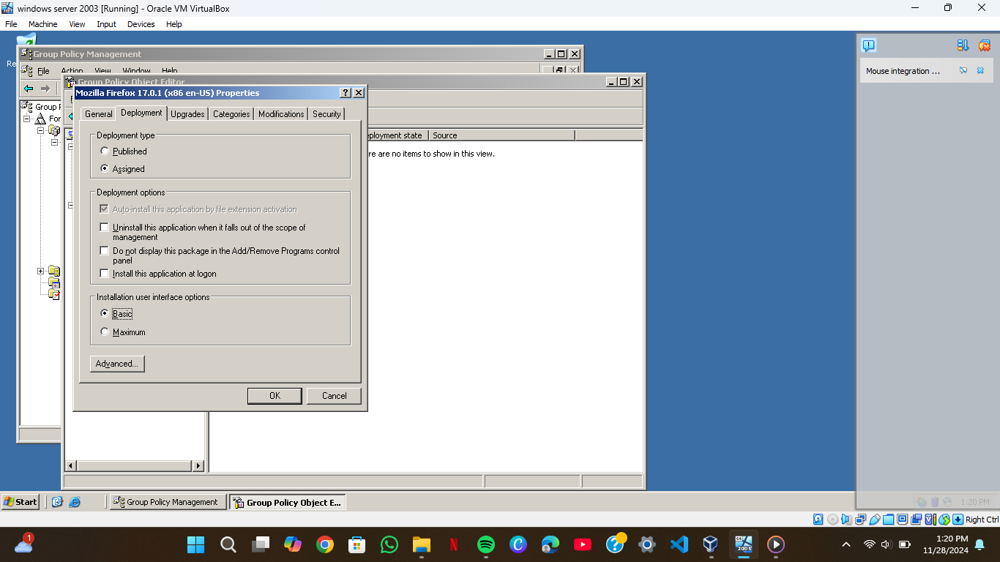 windows server 2003 [Running] - Oracle VM VirtualBox
File Machine View Input Devices Help
Re
Group Policy Management
File Action View Window Help
Group Policy Object Editor
Mozilla Firefox 17.0.1 (x86 en-US) Properties
General Deployment Upgrades Categories Modifications Security
Deployment type
Published
Assigned
Deployment options
Auto-install this application by file extension activation
Uninstall this application when it falls out of the scope of
management
Do not display this package in the Add/Remove Programs control
panel
Install this application at logon
Installation user interface options
Basic
Maximum
Advanced...
OK Cancel
Group P
For
eployment state Source
re are no items to show in this view.
Mouse integration ...
Start Group Policy Management Group Policy Object E... 1:20 PM
Right Ctrl
1
2003
1:20 PM
11/28/2024